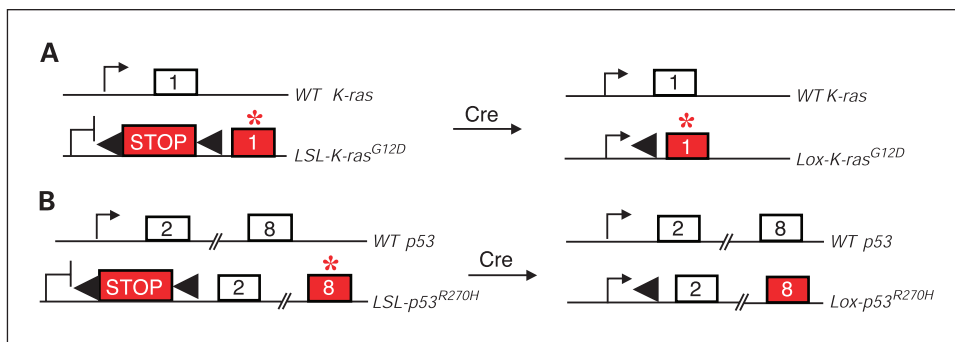 A
1 1
WT K-ras WT K-ras
Cre
* *
STOP 1 1
LSL-K-ras^G12D Lox-K-ras^G12D
B
2 8 2 8
WT p53 WT p53
Cre
*
STOP 2 8 2 8
LSL-p53^R270H Lox-p53^R270H